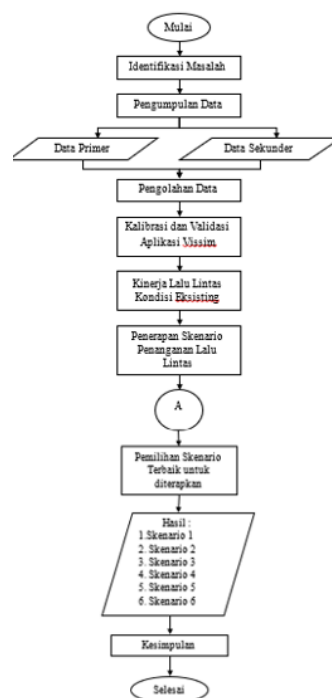 Mulai
Identifikasi Masalah
Pengumpulan Data
Data Primer
Data Sekunder
Pengolahan Data
Kalibrasi dan Validasi
Aplikasi Vissim
Kinerja Lalu Lintas
Kondisi Eksisting
Penerapan Skenario
Penanganan Lalu
Lintas
A
Pemilihan Skenario
Terbaik untuk
diterapkan
Hasil :
1.Skenario 1
2. Skenario 2
3. Skenario 3
4. Skenario 4
5. Skenario 5
6. Skenario 6
Kesimpulan
Selesai